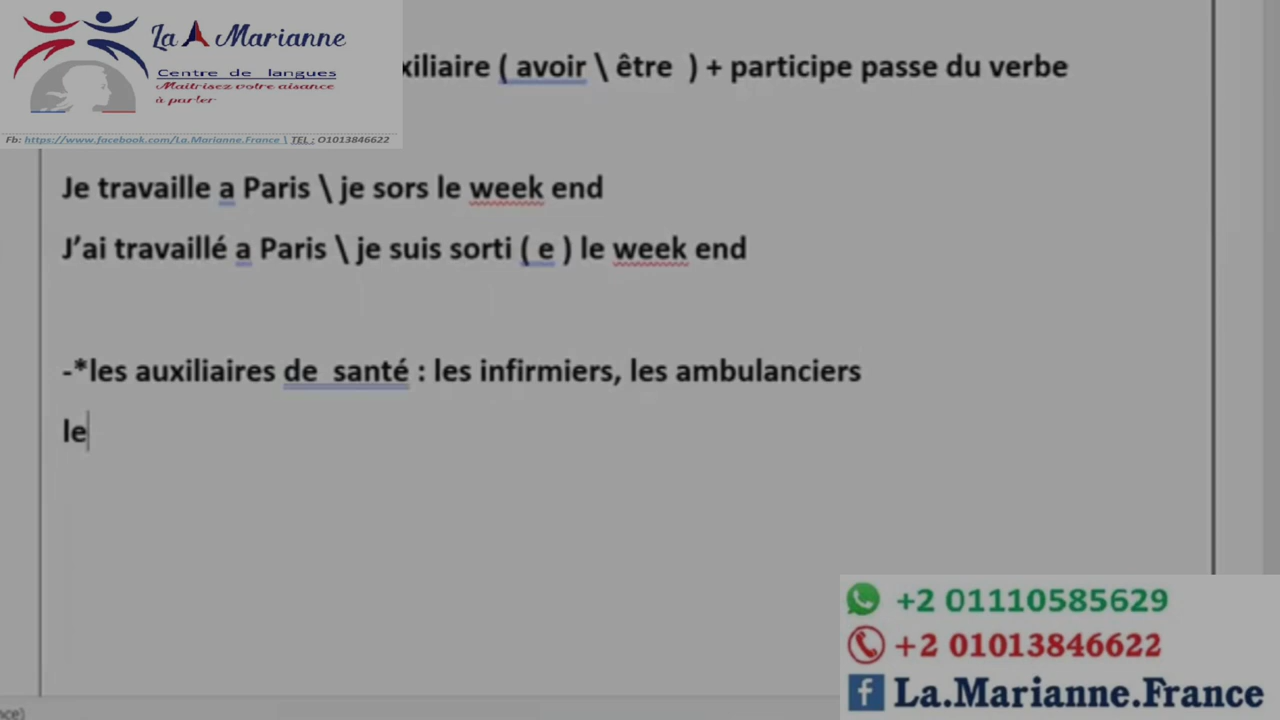 La Marianne
Centre de langues
Maîtrisez votre aisance
à parler
Fb: https://www.facebook.com/La.Marianne.France \ TEL : O1013846622
xiliaire ( avoir \ être ) + participe passe du verbe
Je travaille a Paris \ je sors le week end
J’ai travaillé a Paris \ je suis sorti ( e ) le week end
-*les auxiliaires de santé : les infirmiers, les ambulanciers
le
+2 01110585629
+2 01013846622
La.Marianne.France
nce)